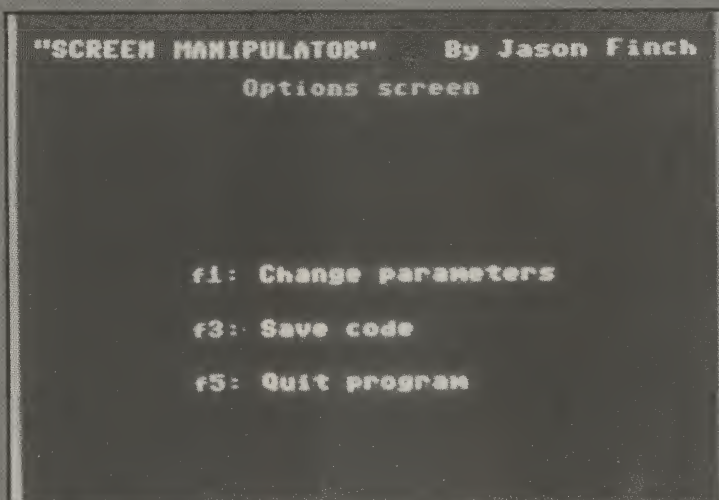 "SCREEN MANIPULATOR" By Jason Finch
Options screen
f1: Change parameters
f3: Save code
f5: Quit program